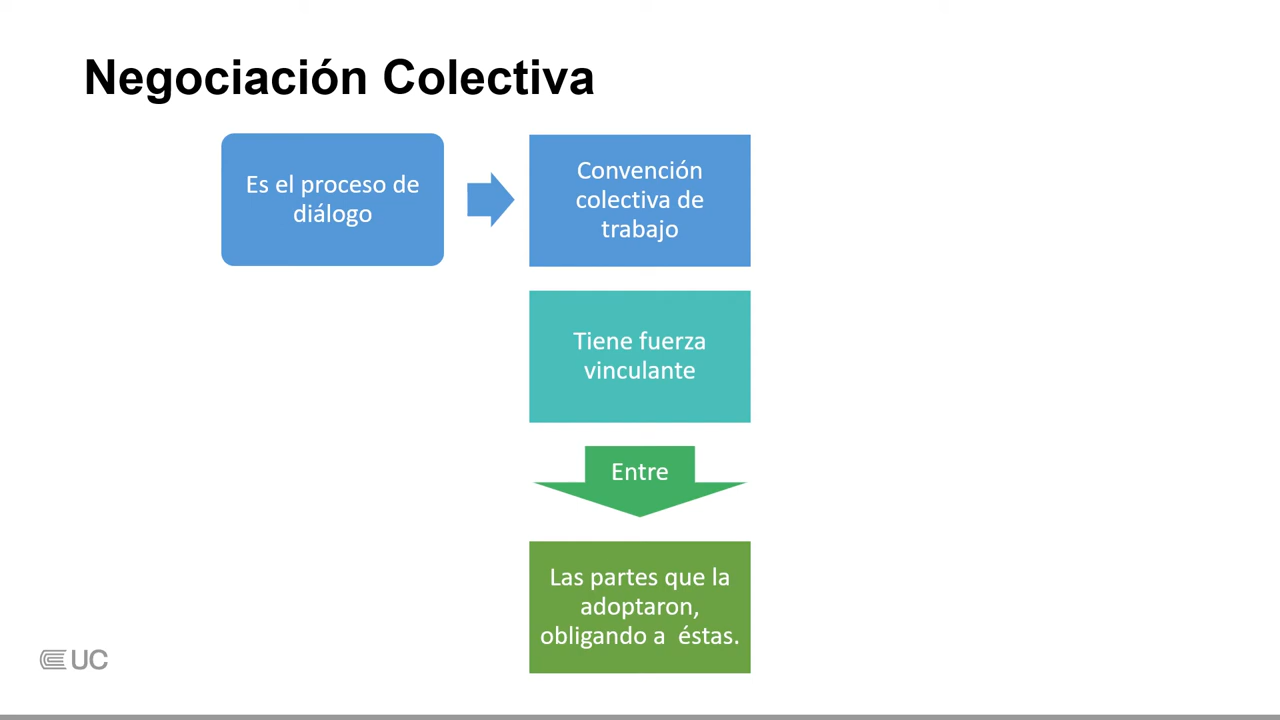 Negociación Colectiva
Es el proceso de
diálogo
Convención
colectiva de
trabajo
Tiene fuerza
vinculante
Entre
Las partes que la
adoptaron,
obligando a  éstas.
UC